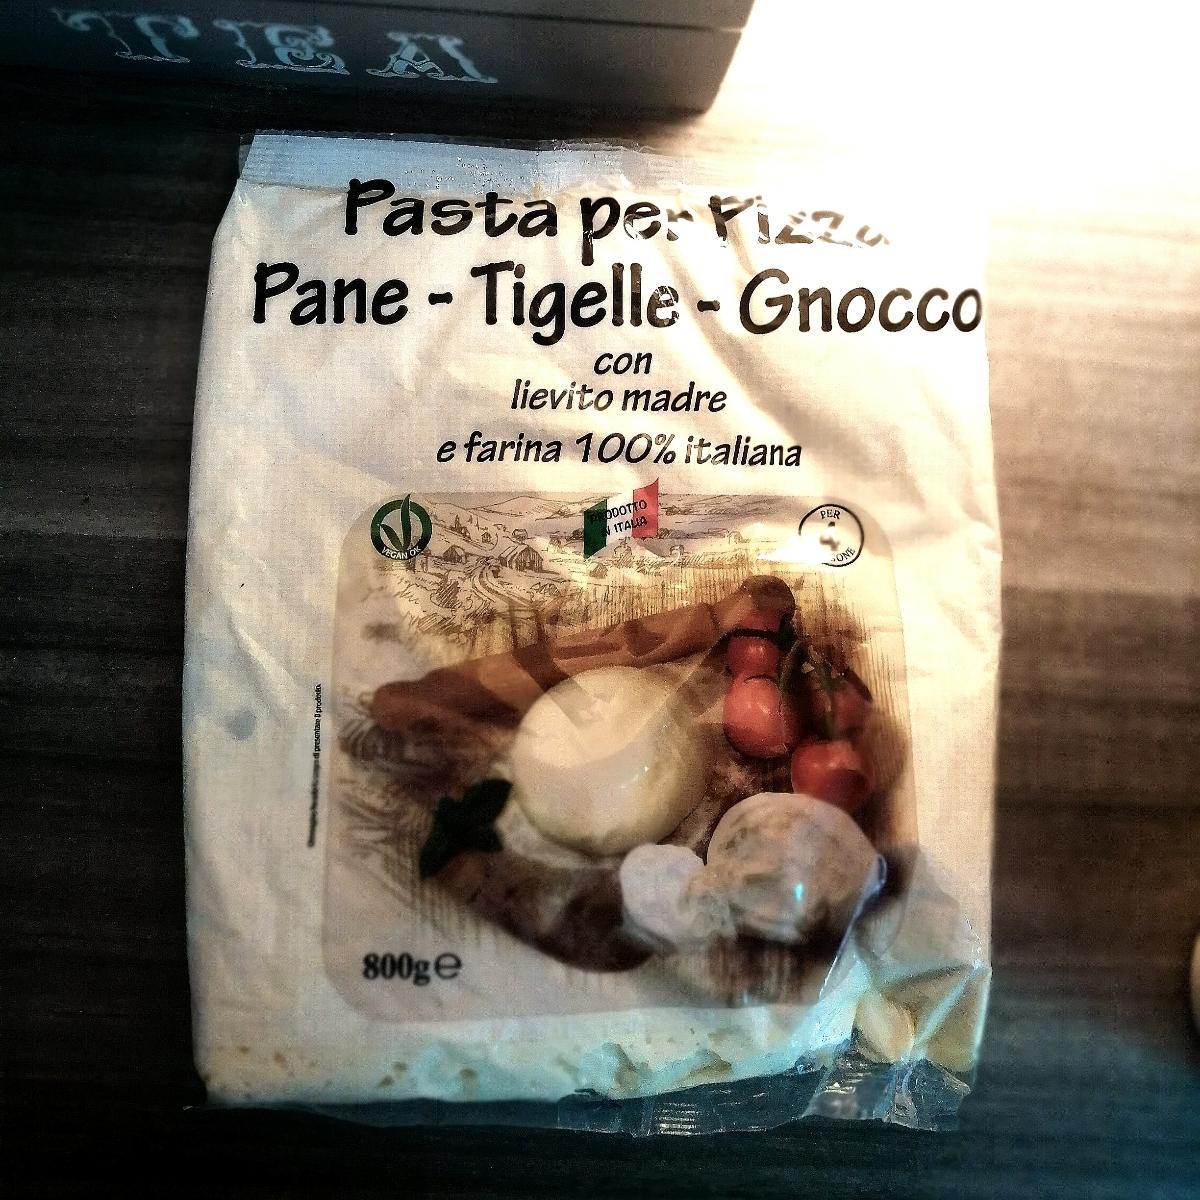 TEA
Pasta per Pizza
Pane - Tigelle - Gnocco
con
lievito madre
e farina 100% italiana
VEGAN OK
PRODOTTO
IN ITALIA
PER
4
800g e